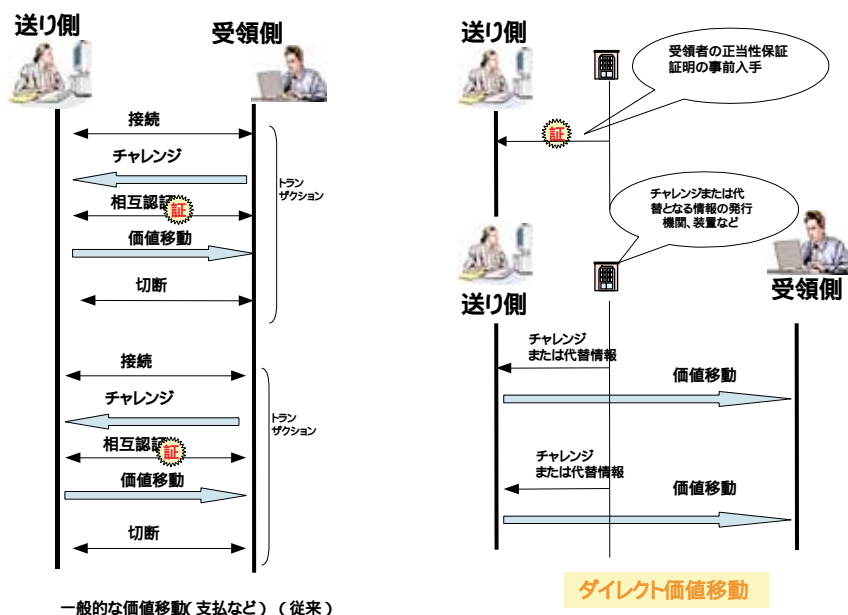 送り側
受領側
接続
チャレンジ
相互認証
証
価値移動
切断
トラン
ザクション
接続
チャレンジ
相互認証
証
価値移動
切断
トラン
ザクション
一般的な価値移動(支払など)(従来)
送り側
受領者の正当性保証
証明の事前入手
証
チャレンジまたは代
替となる情報の発行
機関、装置など
送り側
受領側
チャレンジ
または代替情報
価値移動
チャレンジ
または代替情報
価値移動
ダイレクト価値移動